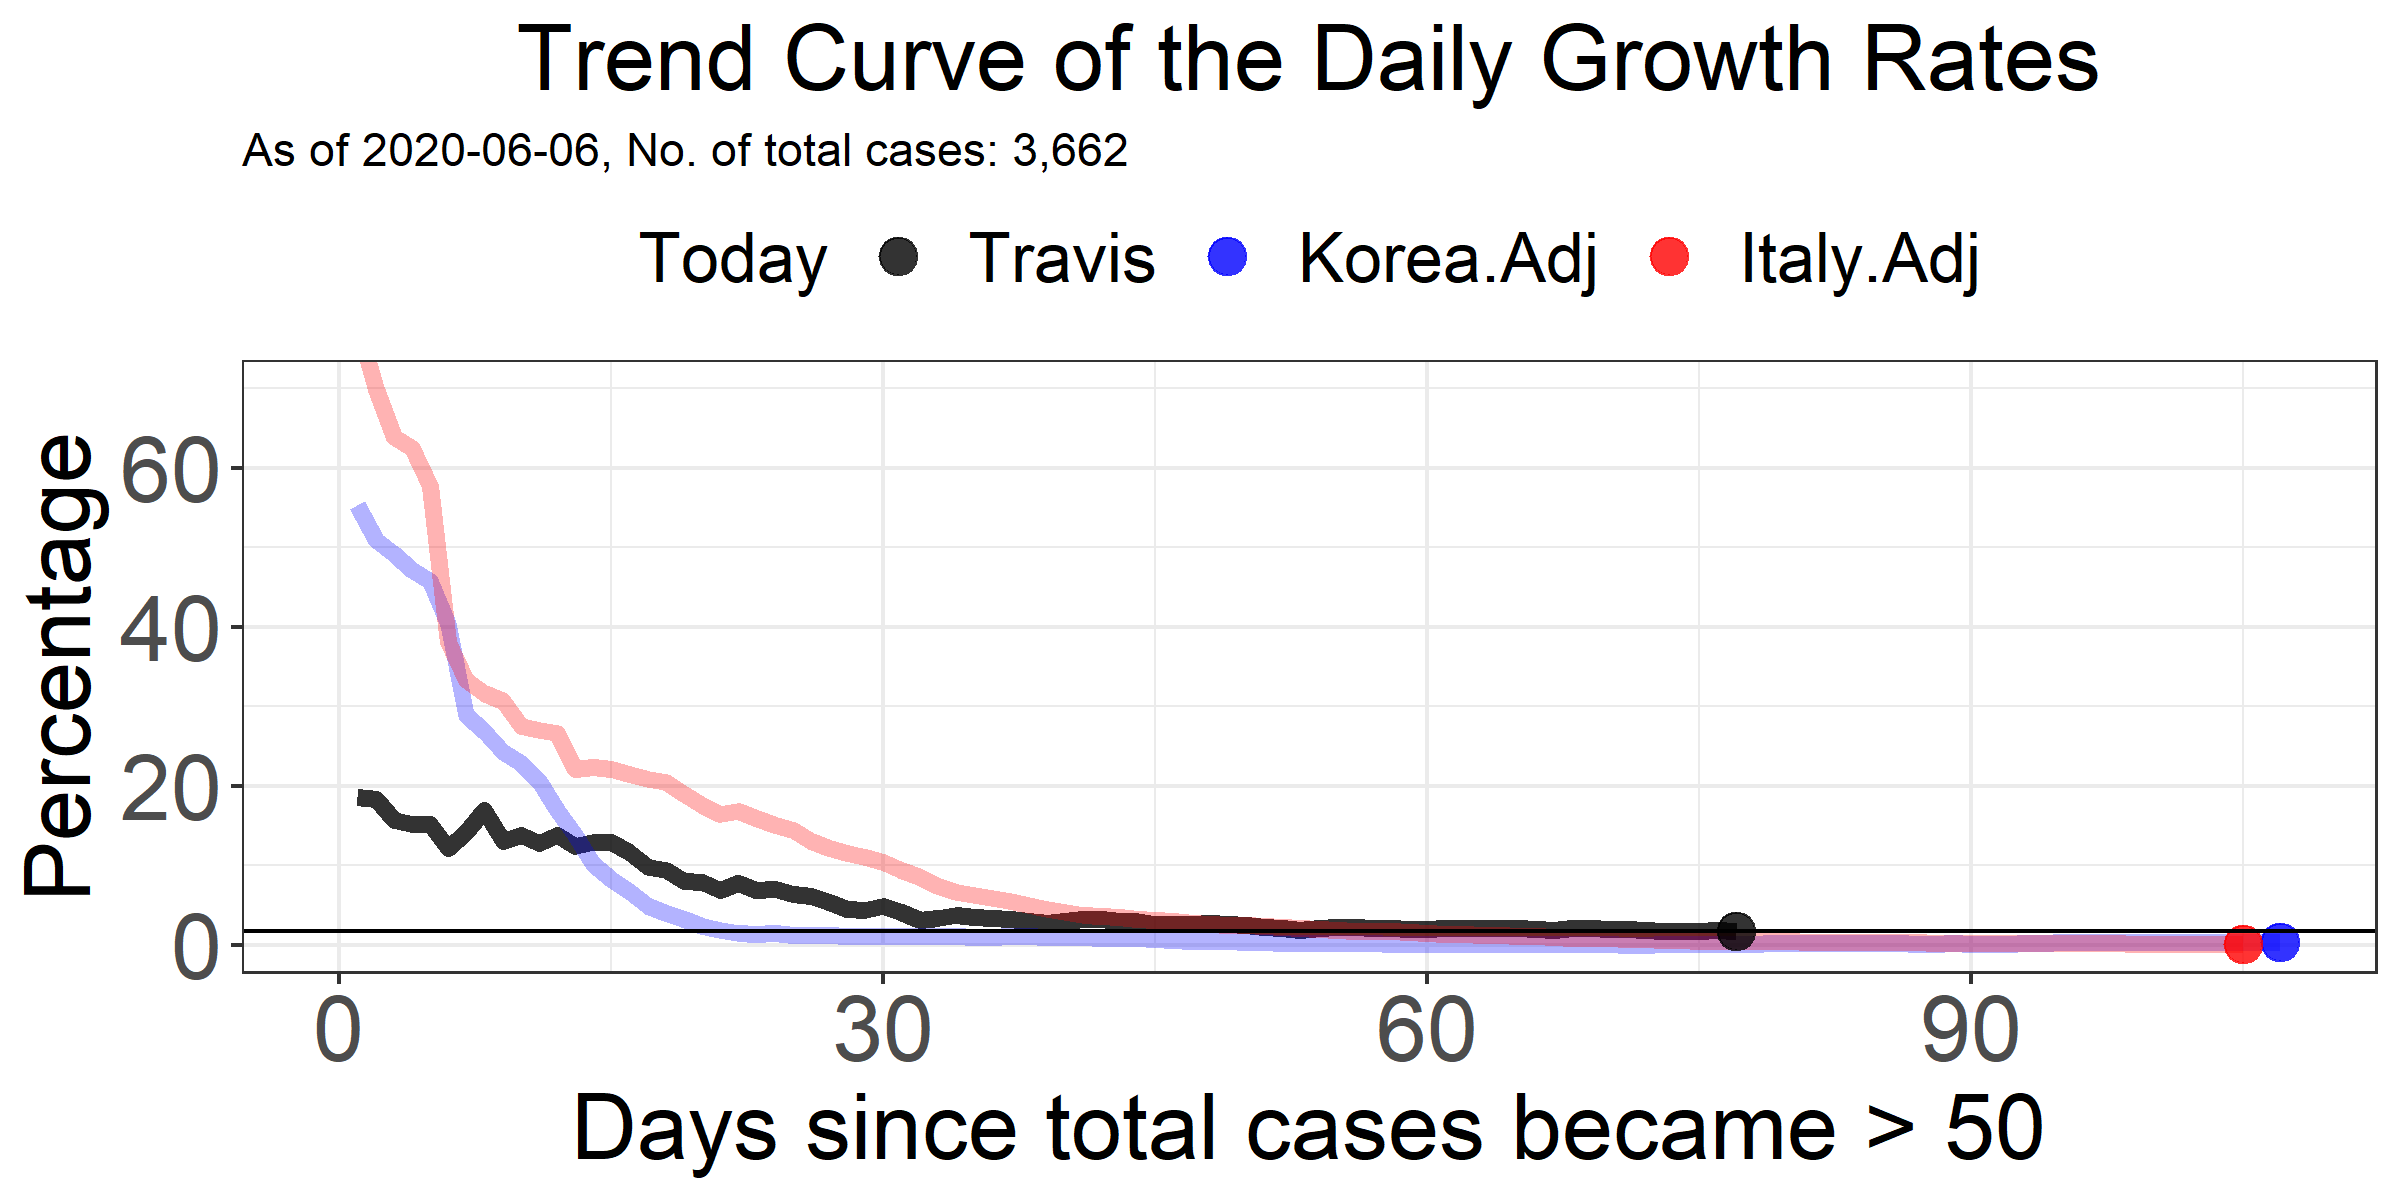 Trend Curve of the Daily Growth Rates
As of 2020-06-06, No. of total cases: 3,662
Today Travis Korea.Adj Italy.Adj
Percentage
60
40
20
0
0 30 60 90
Days since total cases became > 50